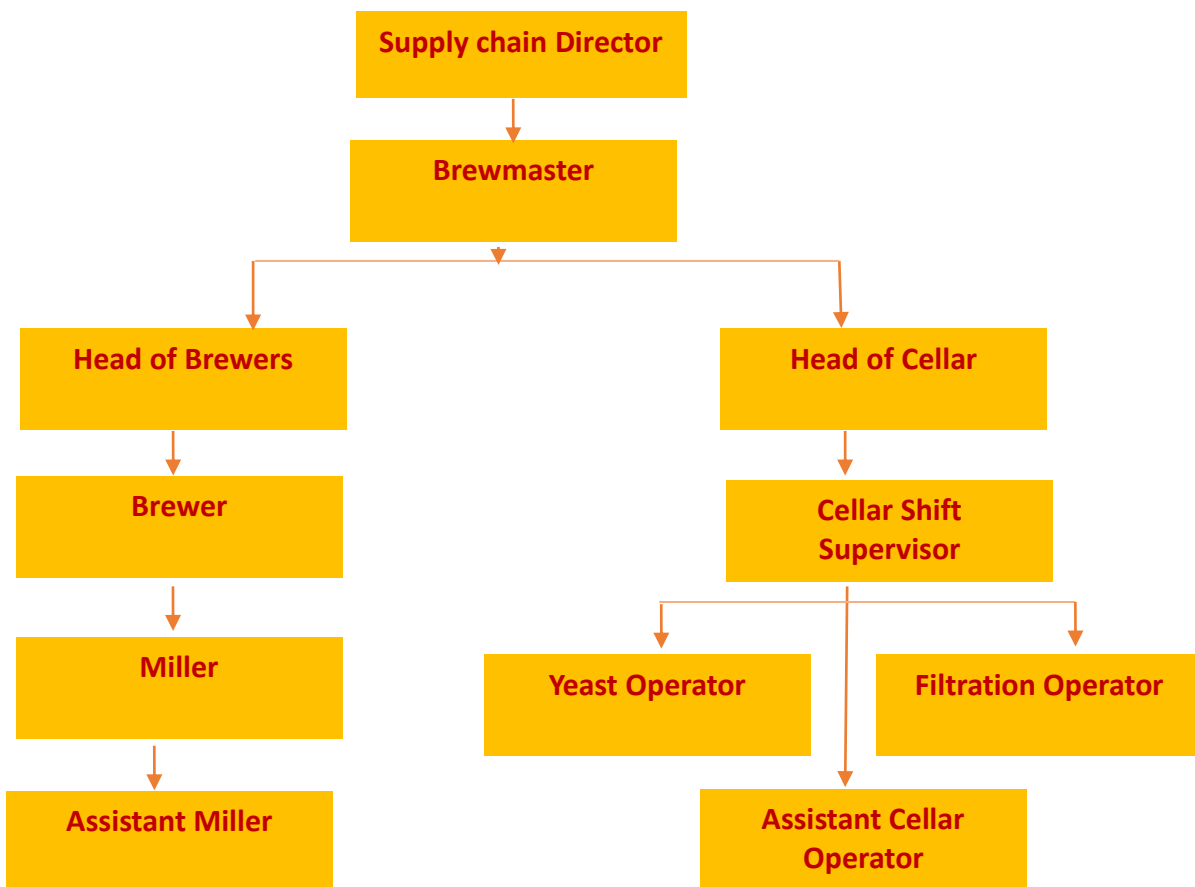 Supply chain Director
Brewmaster
Head of Brewers
Head of Cellar
Brewer
Cellar Shift
Supervisor
Miller
Yeast Operator
Filtration Operator
Assistant Miller
Assistant Cellar
Operator